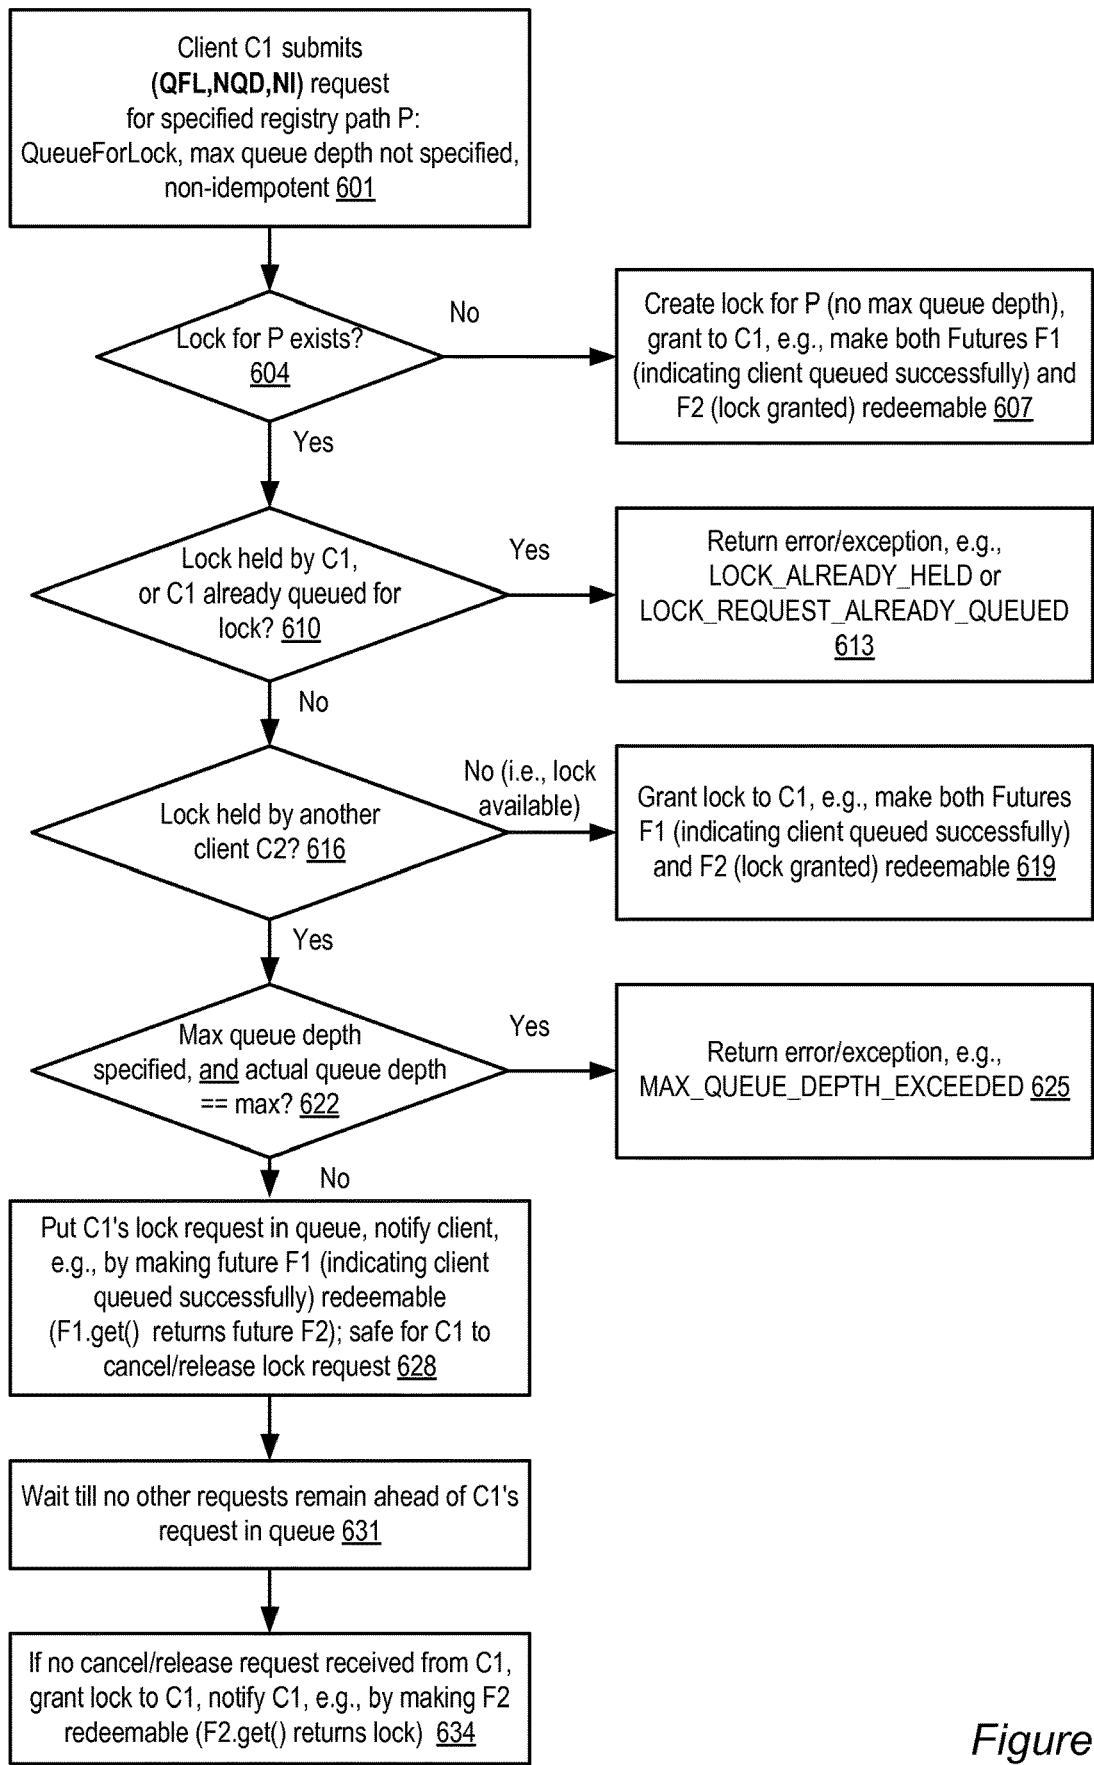 Client C1 submits
(QFL,NQD,NI) request
for specified registry path P:
QueueForLock, max queue depth not specified,
non-idempotent 601
Lock for P exists?
604
No
Create lock for P (no max queue depth),
grant to C1, e.g., make both Futures F1
(indicating client queued successfully) and
F2 (lock granted) redeemable 607
Yes
Lock held by C1,
or C1 already queued for
lock? 610
Yes
Return error/exception, e.g.,
LOCK_ALREADY_HELD or
LOCK_REQUEST_ALREADY_QUEUED
613
No
Lock held by another
client C2? 616
No (i.e., lock
available)
Grant lock to C1, e.g., make both Futures
F1 (indicating client queued successfully)
and F2 (lock granted) redeemable 619
Yes
Max queue depth
specified, and actual queue depth
== max? 622
Yes
Return error/exception, e.g.,
MAX_QUEUE_DEPTH_EXCEEDED 625
No
Put C1's lock request in queue, notify client,
e.g., by making future F1 (indicating client
queued successfully) redeemable
(F1.get() returns future F2); safe for C1 to
cancel/release lock request 628
Wait till no other requests remain ahead of C1's
request in queue 631
If no cancel/release request received from C1,
grant lock to C1, notify C1, e.g., by making F2
redeemable (F2.get() returns lock) 634
Figure